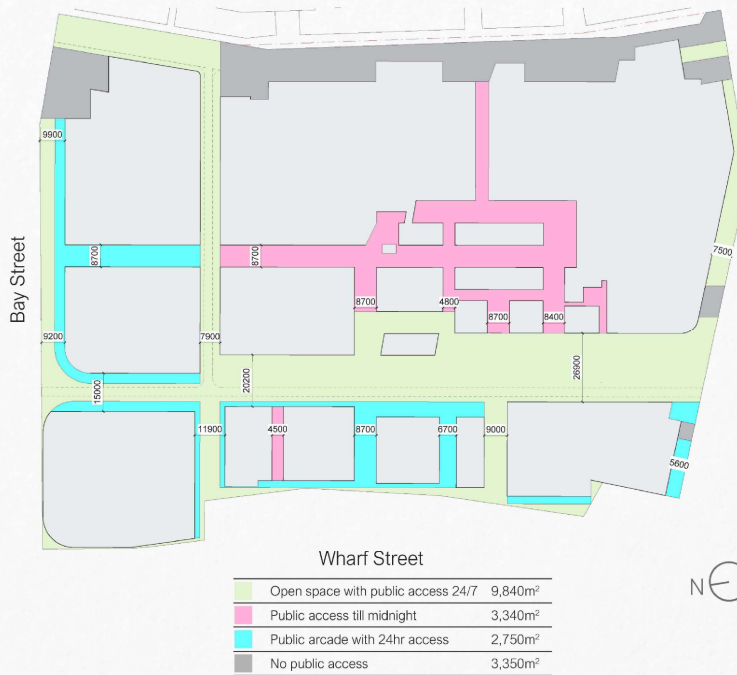 9900
Bay Street
8700
8700
7500
8700
4800
8700
8400
9200
7900
15000
20200
26900
11900
4500
8700
6700
9000
5600
Wharf Street
Open space with public access 24/7 9,840m²
Public access till midnight 3,340m²
Public arcade with 24hr access 2,750m²
No public access 3,350m²
N